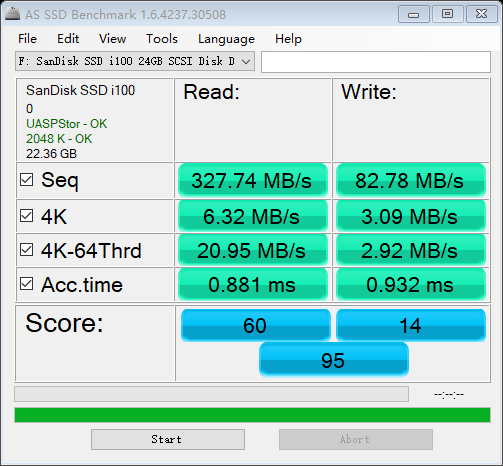 AS SSD Benchmark 1.6.4237.30508
File Edit View Tools Language Help
F: SanDisk SSD i100 24GB SCSI Disk D
SanDisk SSD i100
0
UASPStor - OK
2048 K - OK
22.36 GB
Read: Write:
Seq 327.74 MB/s 82.78 MB/s
4K 6.32 MB/s 3.09 MB/s
4K-64Thrd 20.95 MB/s 2.92 MB/s
Acc.time 0.881 ms 0.932 ms
Score: 60 14
95
--:--:--
Start Abort